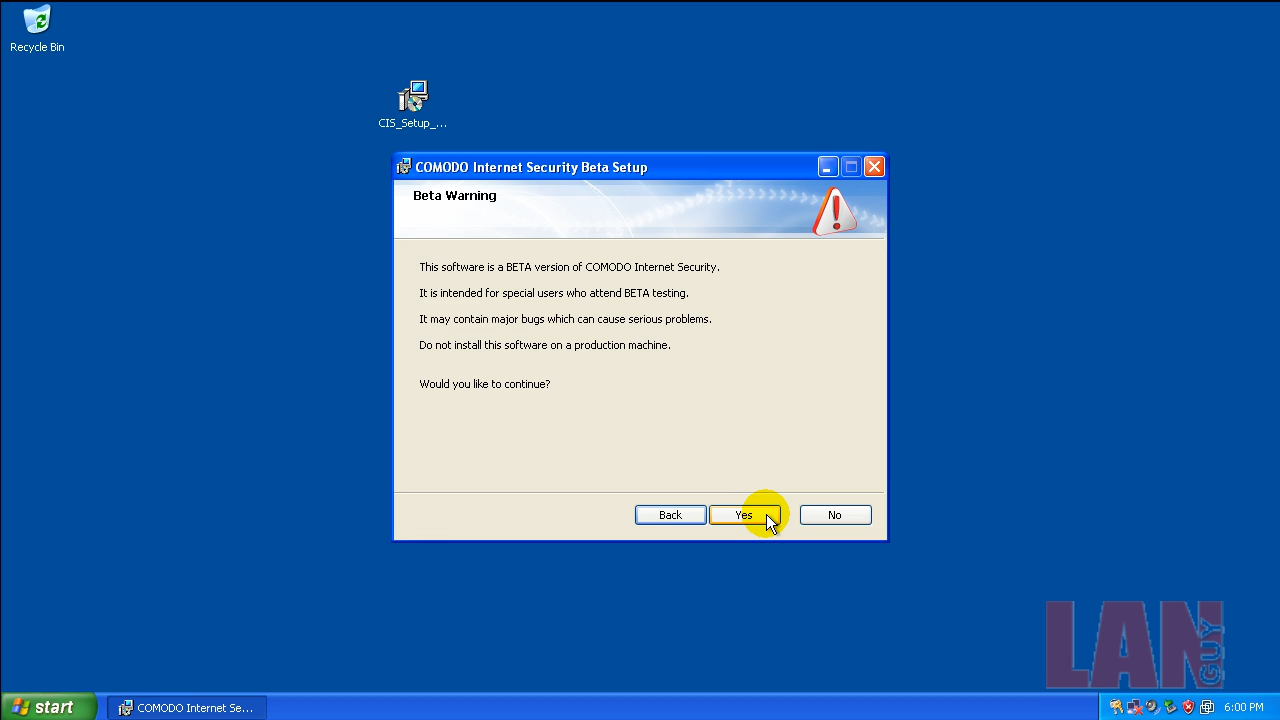 Recycle Bin
CIS_Setup_...
COMODO Internet Security Beta Setup
Beta Warning
This software is a BETA version of COMODO Internet Security.
It is intended for special users who attend BETA testing.
It may contain major bugs which can cause serious problems.
Do not install this software on a production machine.
Would you like to continue?
Back
Yes
No
LAN
GUY
start
COMODO Internet Se...
6:00 PM